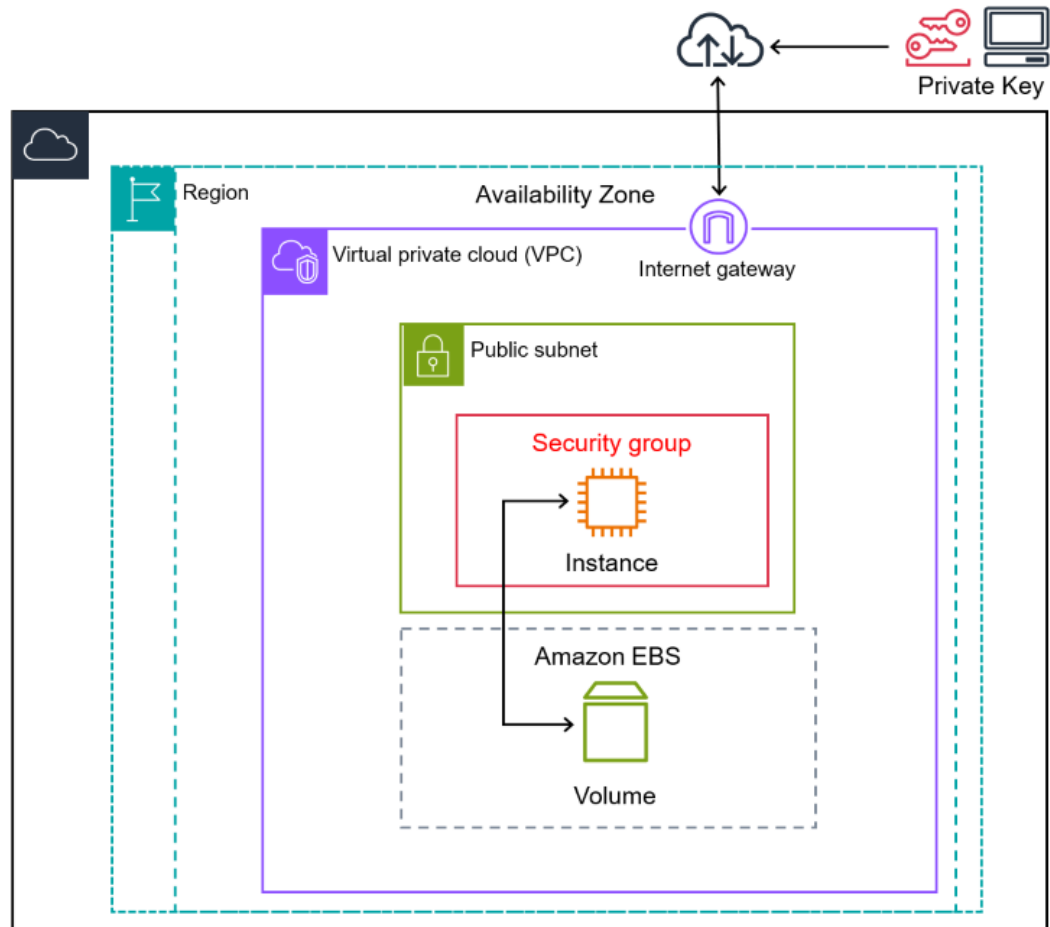 Private Key
Region
Availability Zone
Virtual private cloud (VPC)
Internet gateway
Public subnet
Security group
Instance
Amazon EBS
Volume